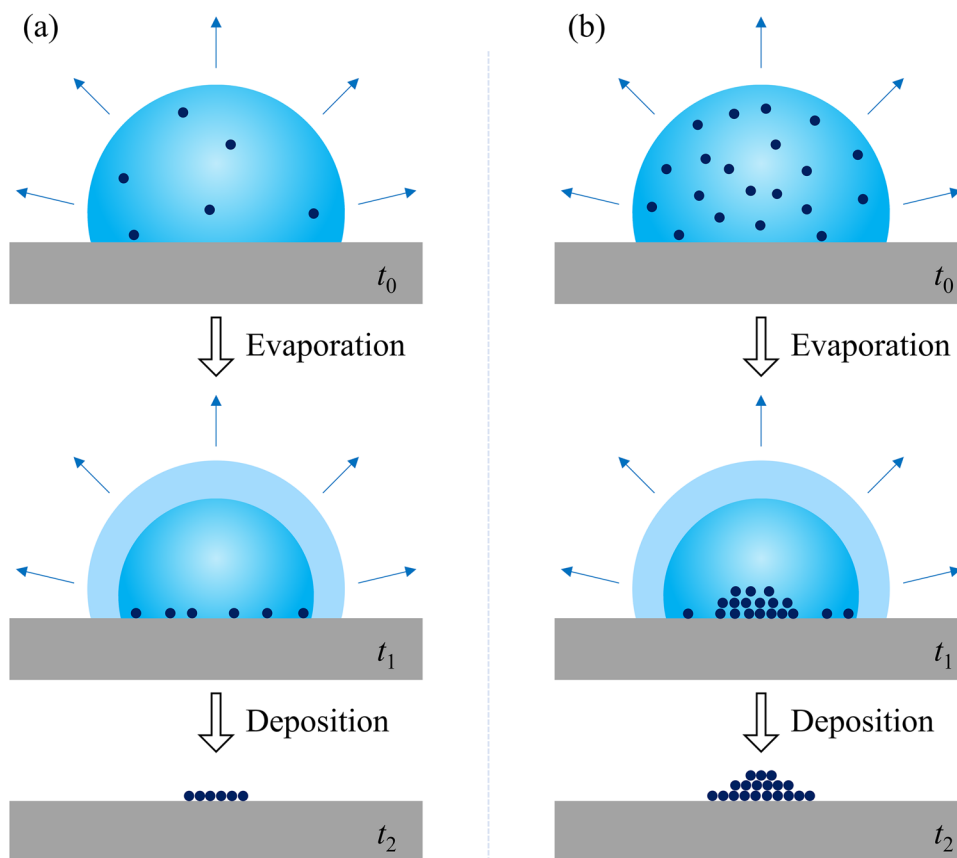 (a)
(b)
t₀
t₀
Evaporation
Evaporation
t₁
t₁
Deposition
Deposition
t₂
t₂